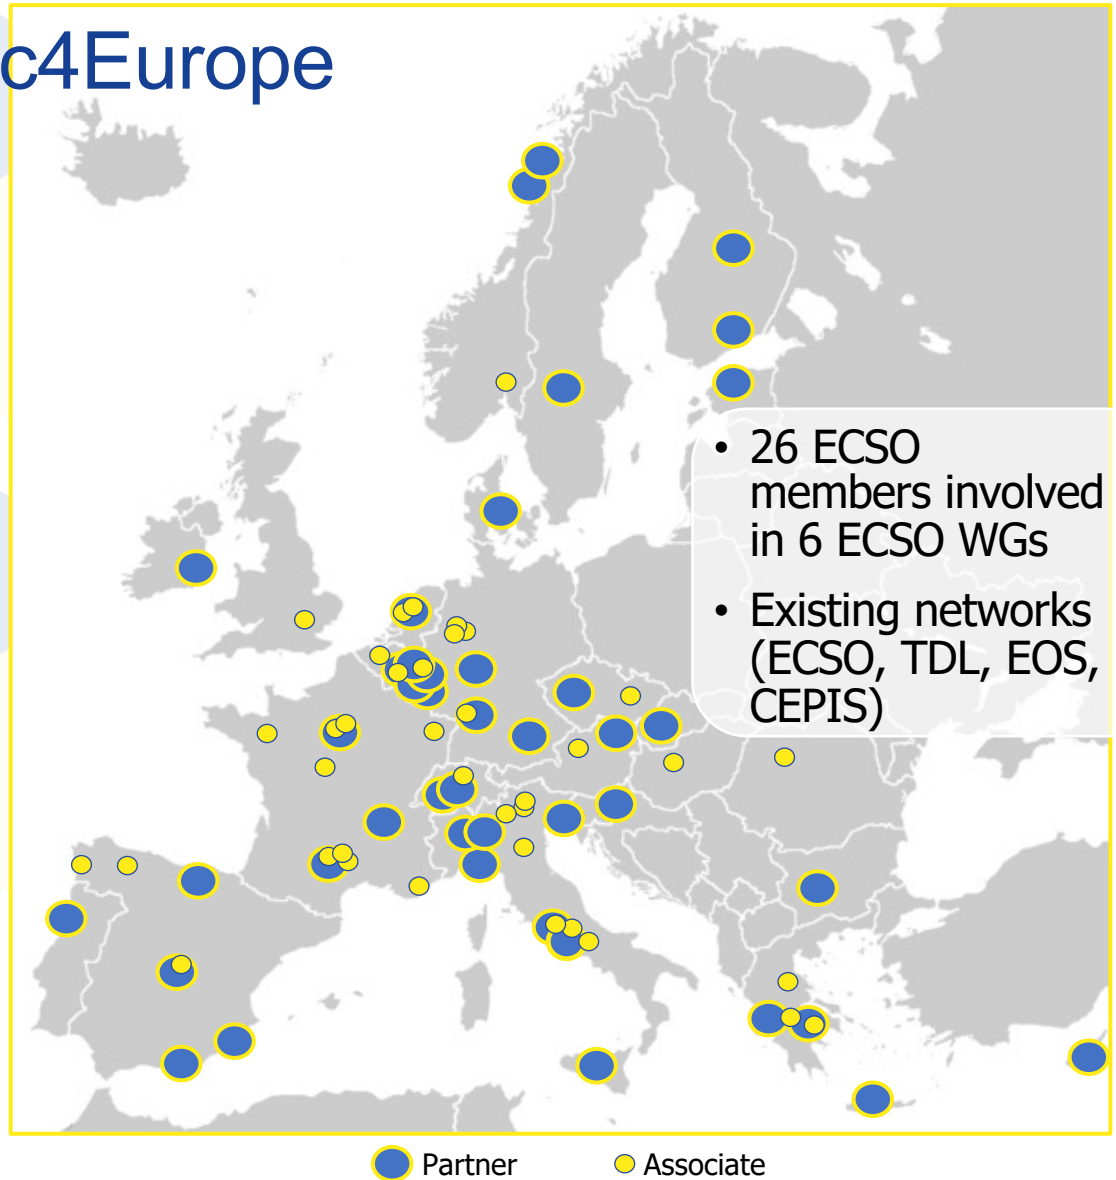 c4Europe
• 26 ECSO
members involved
in 6 ECSO WGs
• Existing networks
(ECSO, TDL, EOS,
CEPIS)
Partner
Associate